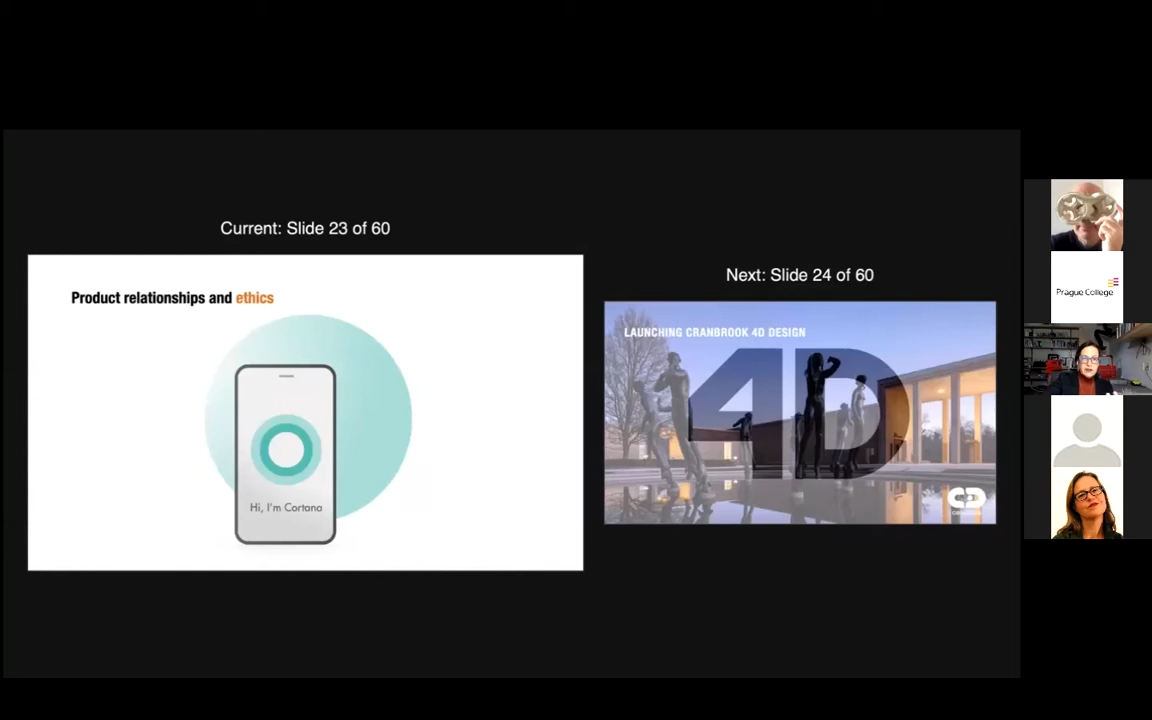 Current: Slide 23 of 60
Product relationships and ethics
Hi, I'm Cortana
Next: Slide 24 of 60
LAUNCHING CRANBROOK 4D DESIGN
4D
Prague College